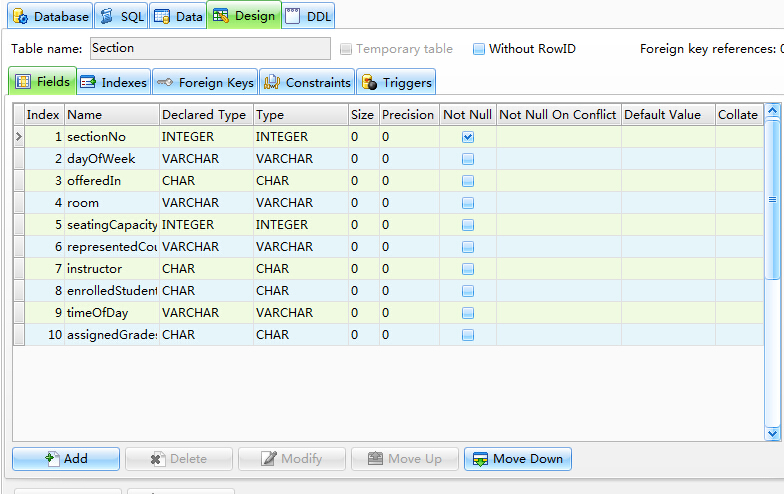 Database SQL Data Design DDL
Table name: Section Temporary table Without RowID Foreign key references: 0
Fields Indexes Foreign Keys Constraints Triggers
Index Name Declared Type Type Size Precision Not Null Not Null On Conflict Default Value Collate
1 sectionNo INTEGER INTEGER 0 0
2 dayOfWeek VARCHAR VARCHAR 0 0
3 offeredIn CHAR CHAR 0 0
4 room VARCHAR VARCHAR 0 0
5 seatingCapacity INTEGER INTEGER 0 0
6 representedCou VARCHAR VARCHAR 0 0
7 instructor CHAR CHAR 0 0
8 enrolledStudent CHAR CHAR 0 0
9 timeOfDay VARCHAR VARCHAR 0 0
10 assignedGrades CHAR CHAR 0 0
Add Delete Modify Move Up Move Down